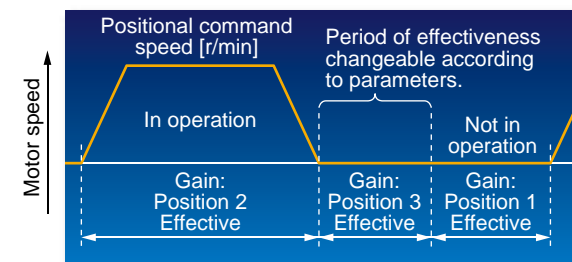 Positional command
speed [r/min]
Period of effectiveness
changeable according
to parameters.
Motor speed
In operation
Not in
operation
Gain:
Position 2
Effective
Gain:
Position 3
Effective
Gain:
Position 1
Effective